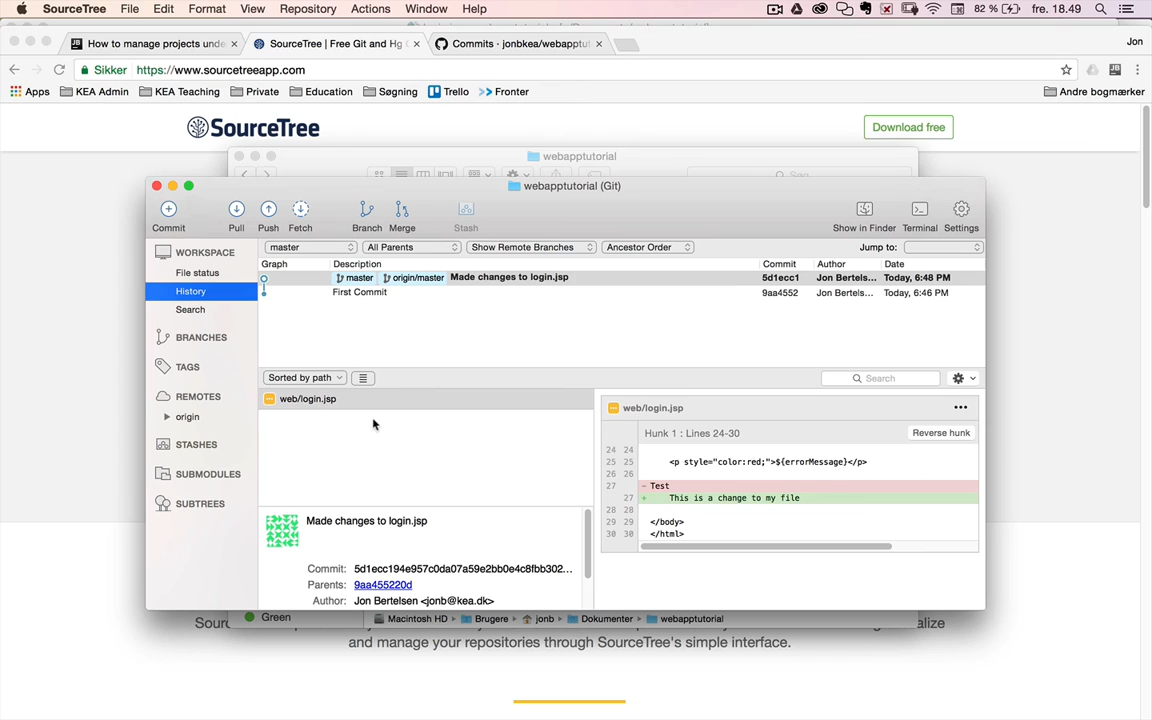 SourceTree File Edit Format View Repository Actions Window Help 82 % fre. 18.49
How to manage projects unde × SourceTree | Free Git and Hg × Commits · jonbkea/webapptut × Jon
Sikker https://www.sourcetreeapp.com
Apps KEA Admin KEA Teaching Private Education Søgning Trello Fronter Andre bogmærker
SourceTree Download free
webapptutorial
webapptutorial (Git)
Commit Pull Push Fetch Branch Merge Stash Show in Finder Terminal Settings
WORKSPACE master All Parents Show Remote Branches Ancestor Order Jump to:
Graph Description Commit Author Date
File status master origin/master Made changes to login.jsp 5d1ecc1 Jon Bertels... Today, 6:48 PM
History First Commit 9aa4552 Jon Bertels... Today, 6:46 PM
Search
BRANCHES
TAGS
Sorted by path Search
REMOTES
origin
STASHES
SUBMODULES
SUBTREES
web/login.jsp
web/login.jsp •••
Hunk 1 : Lines 24-30 Reverse hunk
24 24
25 25 <p style="color:red;">${errorMessage}</p>
26 26
27 - Test
27 + This is a change to my file
28 28
29 29 </body>
30 30 </html>
Made changes to login.jsp
Commit: 5d1ecc194e957c0da07a59e2bb0e4c8fbb302...
Parents: 9aa455220d
Author: Jon Bertelsen <jonb@kea.dk>
Green Macintosh HD Brugere jonb Dokumenter webapptutorial
Sour alize
and manage your repositories through SourceTree's simple interface.